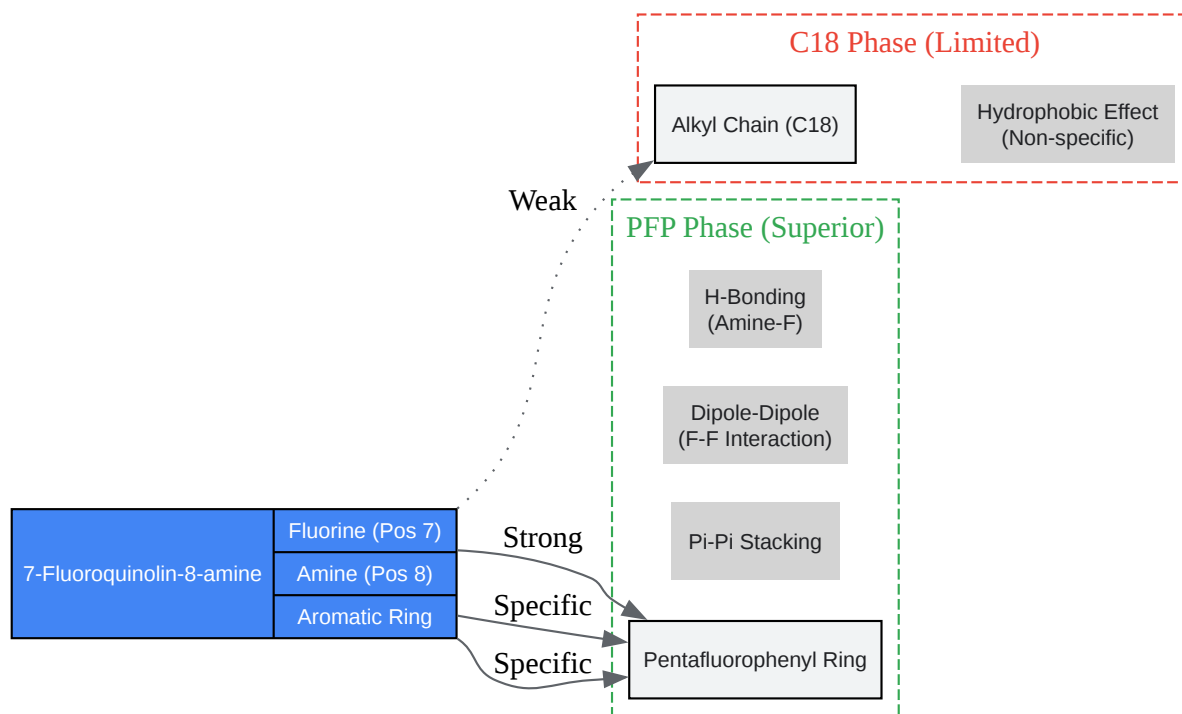 C18 Phase (Limited)
Alkyl Chain (C18)
Hydrophobic Effect
(Non-specific)
Weak
PFP Phase (Superior)
H-Bonding
(Amine-F)
Dipole-Dipole
(F-F Interaction)
Pi-Pi Stacking
7-Fluoroquinolin-8-amine
Fluorine (Pos 7)
Amine (Pos 8)
Aromatic Ring
Strong
Specific
Specific
Pentafluorophenyl Ring